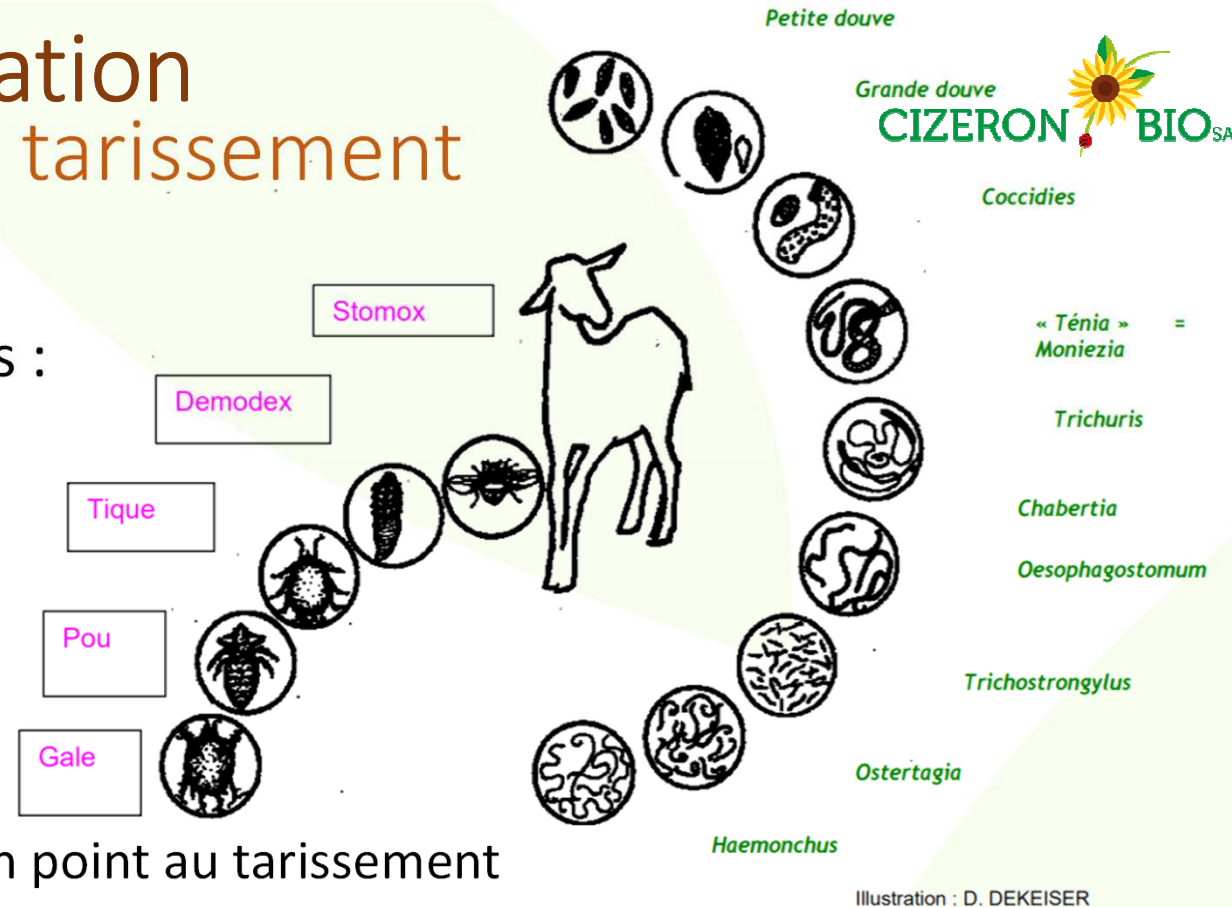 ation
tarissement
Petite douve
Grande douve
CIZERON BIO SA
Coccidies
Stomox
s :
« Ténia » =
Moniezia
Demodex
Trichuris
Tique
Chabertia
Oesophagostomum
Pou
Trichostrongylus
Gale
Ostertagia
Haemonchus
n point au tarissement
Illustration : D. DEKEISER